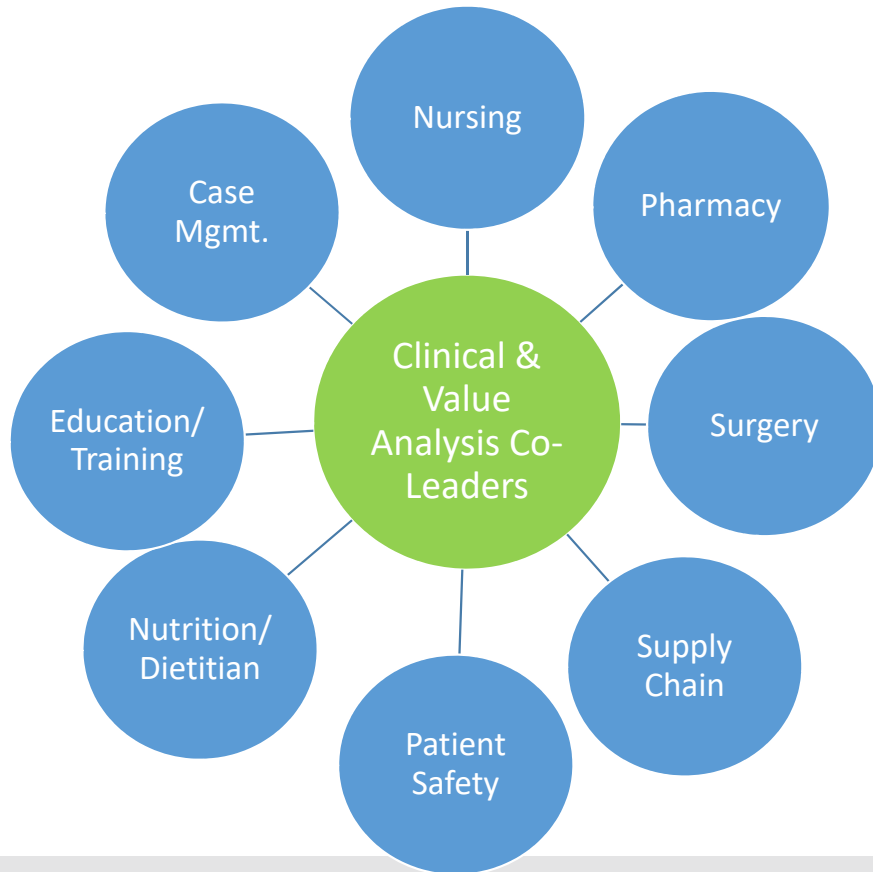 Nursing
Pharmacy
Surgery
Supply
Chain
Patient
Safety
Nutrition/
Dietitian
Education/
Training
Case
Mgmt.
Clinical &
Value
Analysis Co-
Leaders